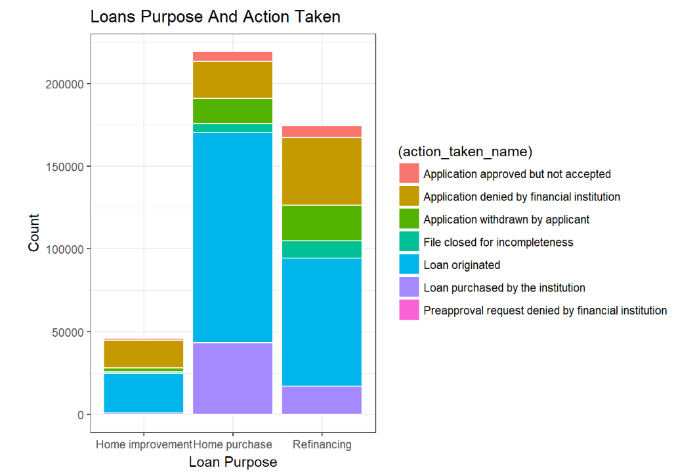 Loans Purpose And Action Taken
200000
150000
100000
50000
0
Count
Home improvement Home purchase Refinancing
Loan Purpose
(action_taken_name)
Application approved but not accepted
Application denied by financial institution
Application withdrawn by applicant
File closed for incompleteness
Loan originated
Loan purchased by the institution
Preapproval request denied by financial institution